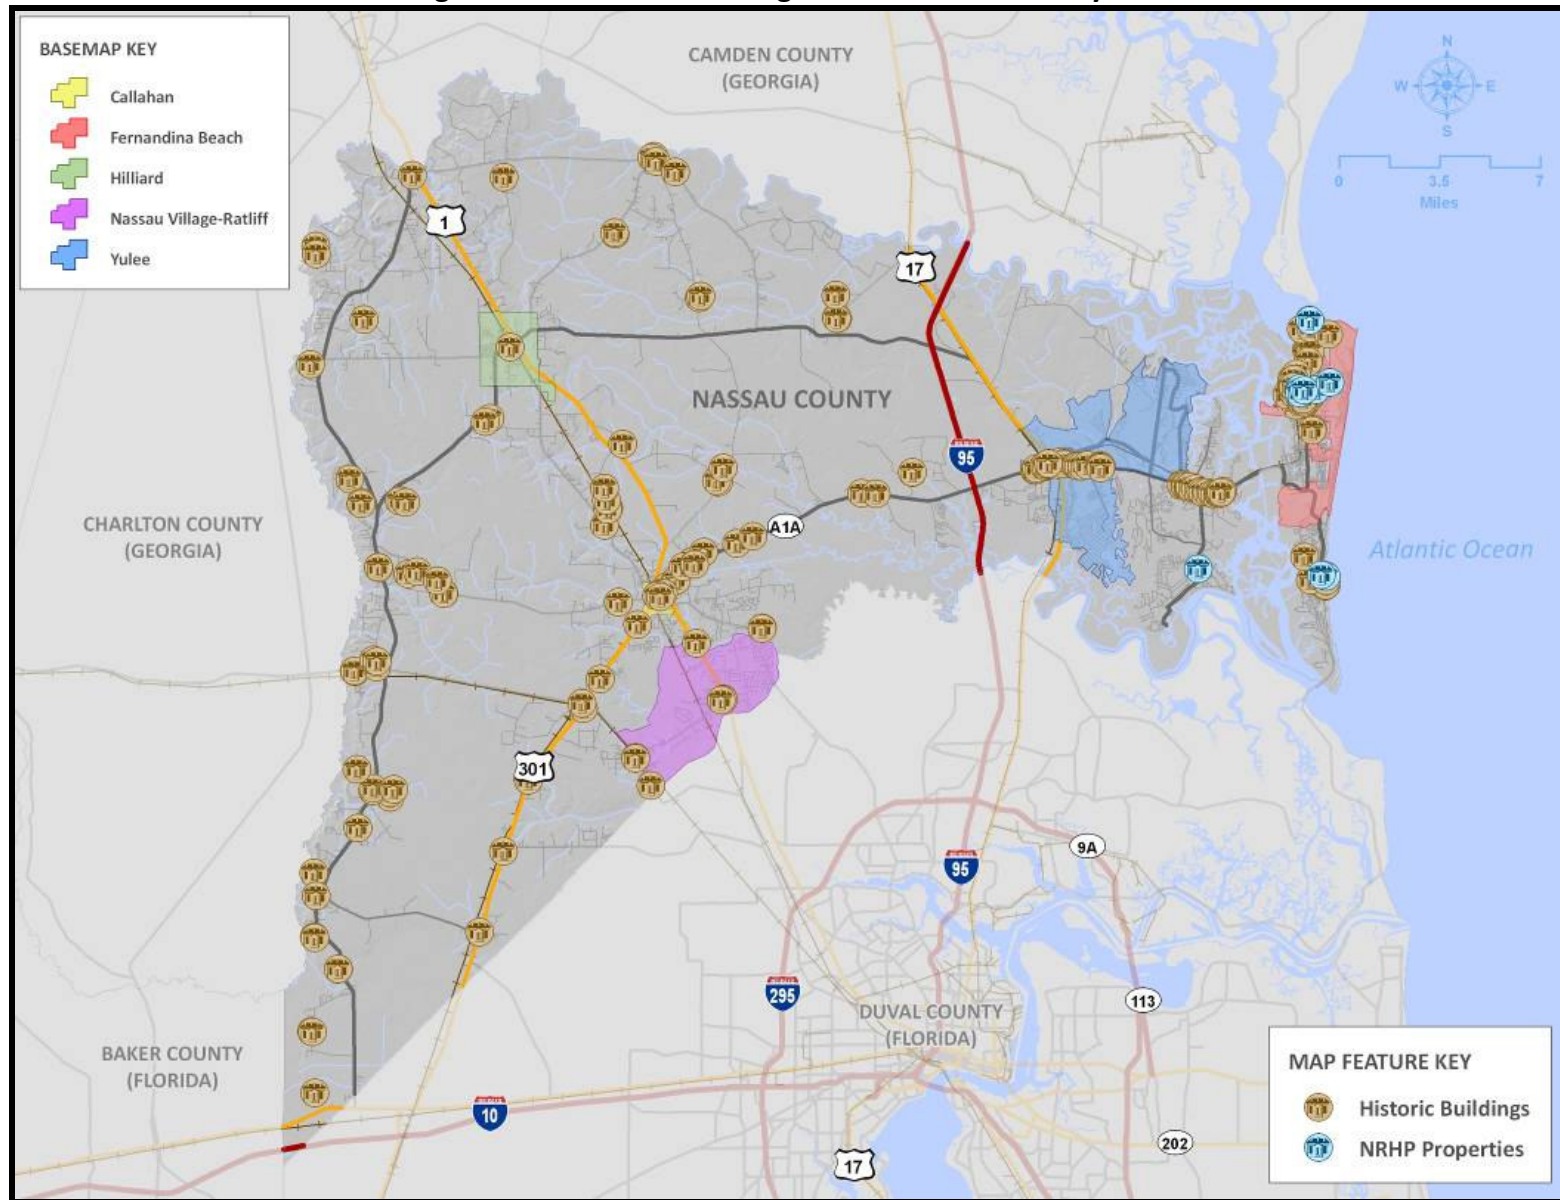 BASEMAP KEY
Callahan
Fernandina Beach
Hilliard
Nassau Village-Ratliff
Yulee
CAMDEN COUNTY
(GEORGIA)
N
W E
S
0 3.5 7
Miles
1
17
NASSAU COUNTY
95
A1A
CHARLTON COUNTY
(GEORGIA)
Atlantic Ocean
301
9A
95
295
113
DUVAL COUNTY
(FLORIDA)
BAKER COUNTY
(FLORIDA)
10
202
17
MAP FEATURE KEY
Historic Buildings
NRHP Properties